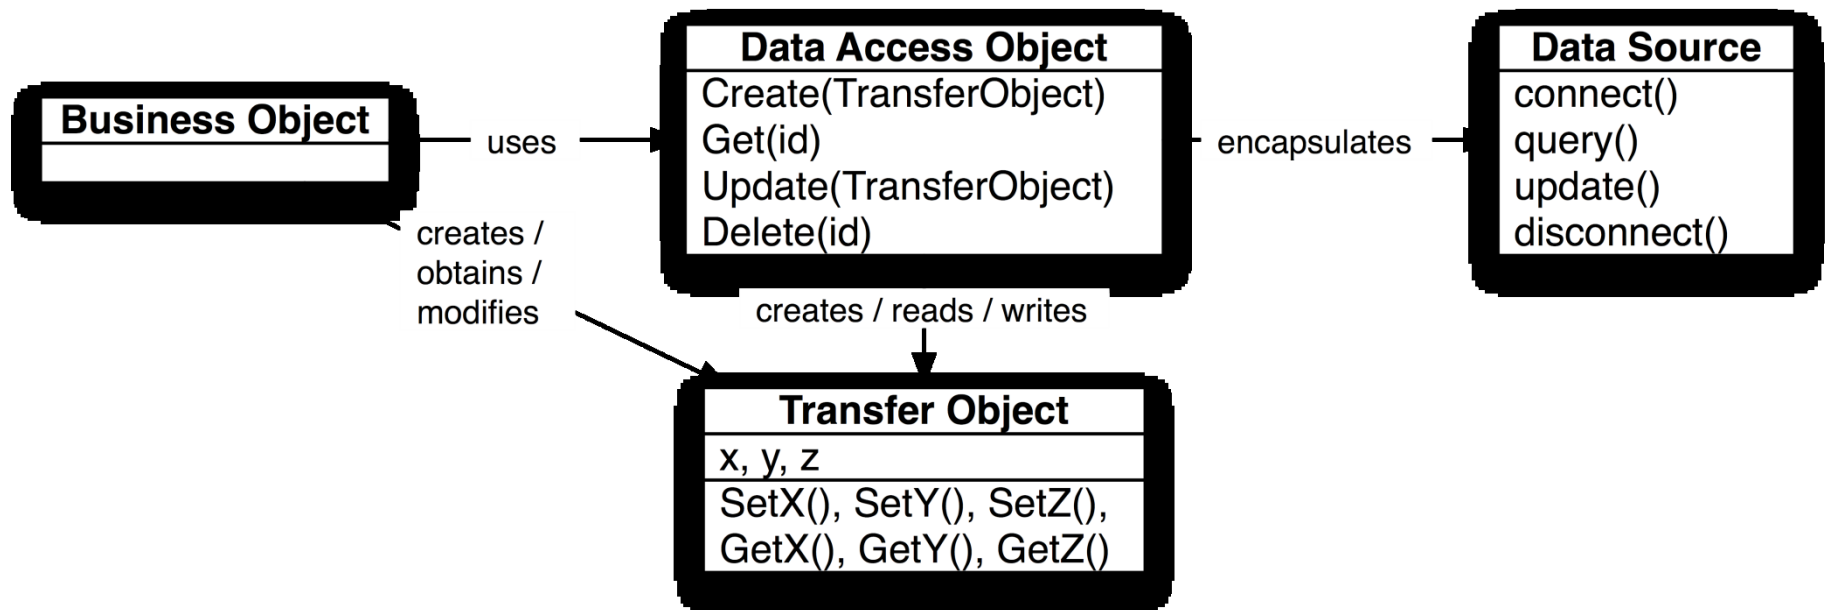 Business Object
uses
creates /
obtains /
modifies
Data Access Object
Create(TransferObject)
Get(id)
Update(TransferObject)
Delete(id)
encapsulates
Data Source
connect()
query()
update()
disconnect()
creates / reads / writes
Transfer Object
x, y, z
SetX(), SetY(), SetZ(),
GetX(), GetY(), GetZ()